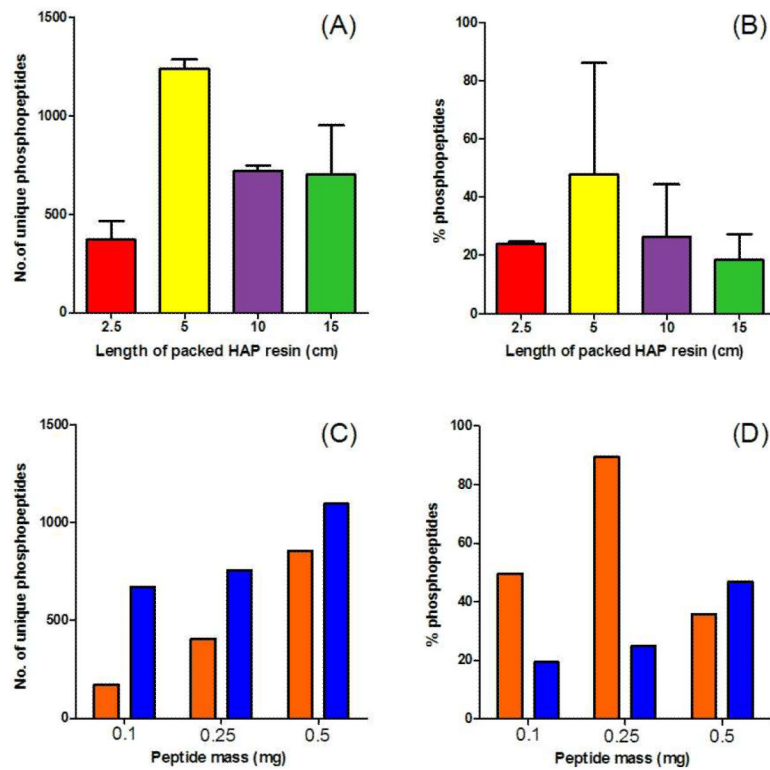 (A)
No.of unique phosphopeptides
1500
1000
500
0
2.5 5 10 15
Length of packed HAP resin (cm)
(B)
% phosphopeptides
100
80
60
40
20
0
2.5 5 10 15
Length of packed HAP resin (cm)
(C)
No. of unique phosphopeptides
1500
1000
500
0
0.1 0.25 0.5
Peptide mass (mg)
(D)
% phosphopeptides
100
80
60
40
20
0
0.1 0.25 0.5
Peptide mass (mg)